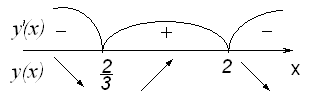 y'(x) − + −
y(x) 2/3 2 x